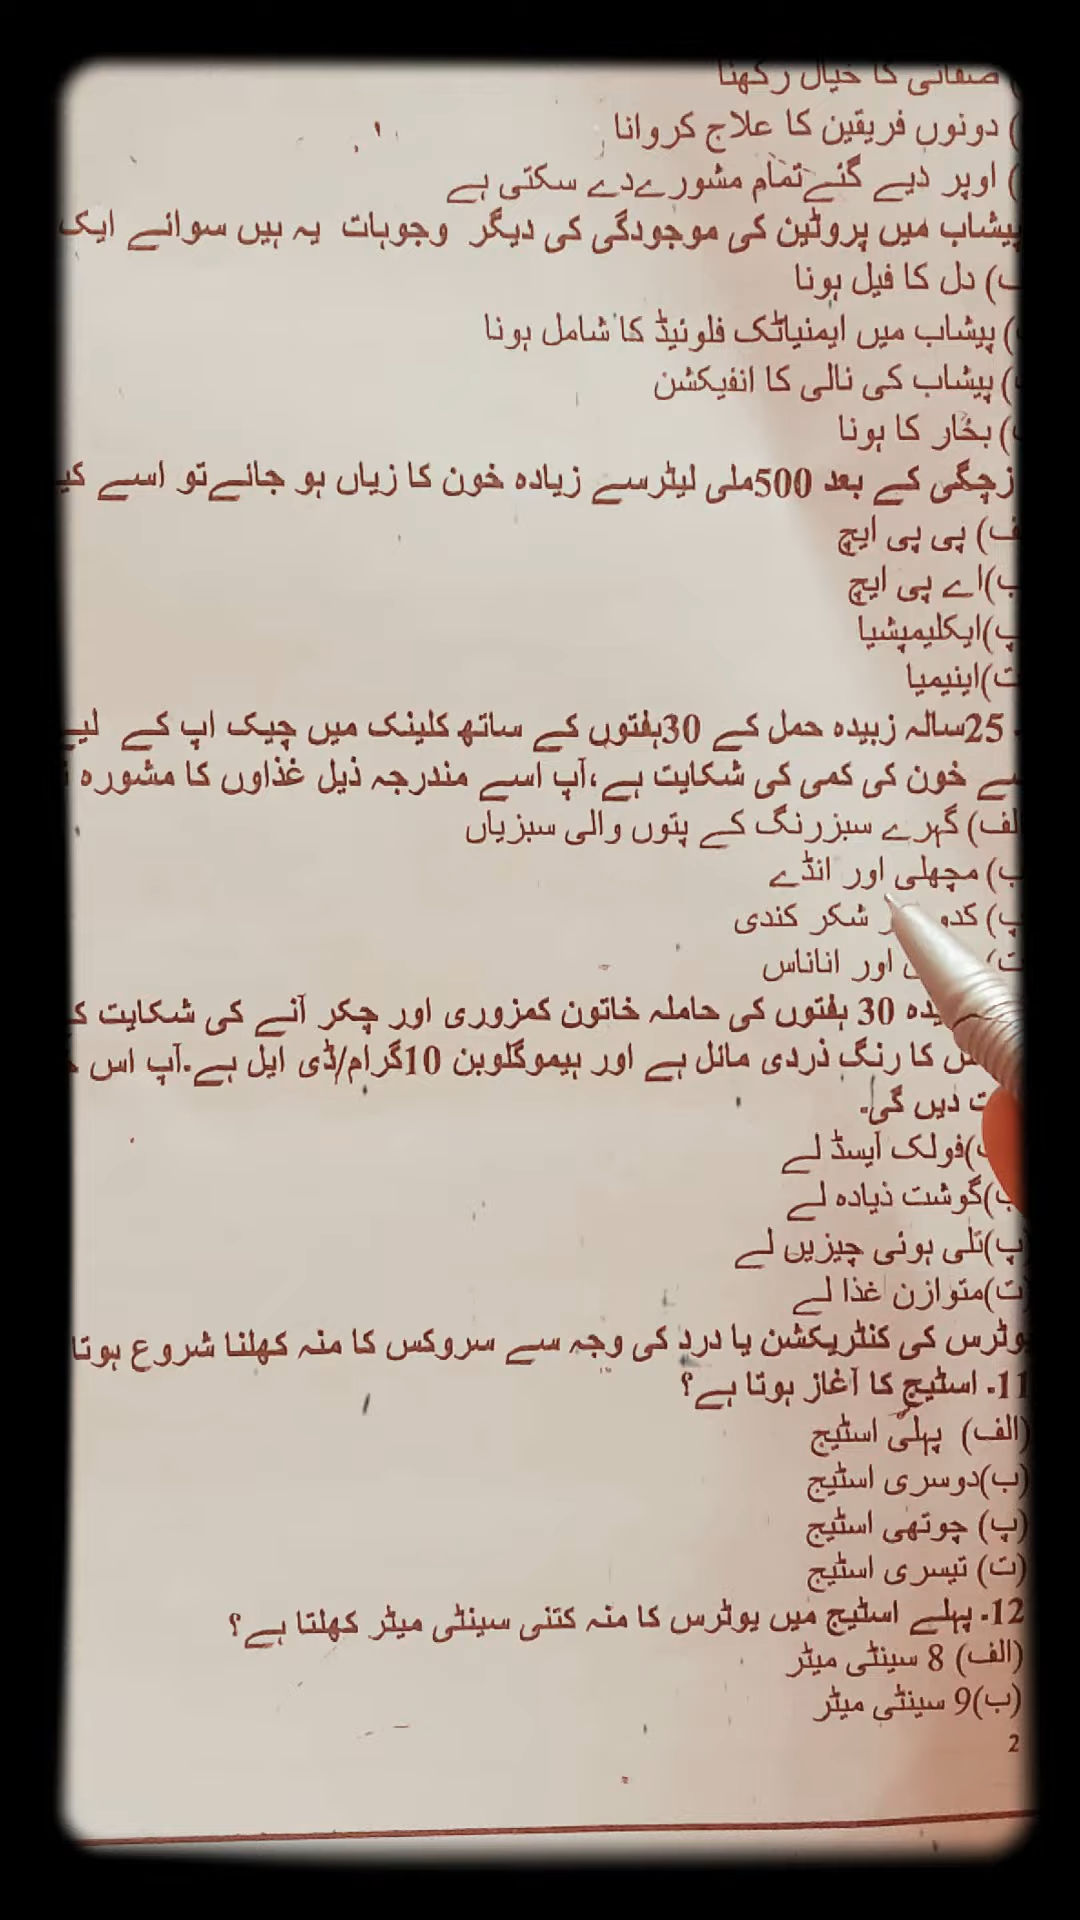 صفائی کا خیال رکھنا
) دونوں فریقین کا علاج کروانا
) اوپر دیے گئے تمام مشورےدے سکتی ہے
پیشاب میں پروٹین کی موجودگی کی دیگر وجوہات یہ ہیں سوائے ایک
) دل کا فیل ہونا
) پیشاب میں ایمنیاٹک فلوئیڈ کا شامل ہونا
) پیشاب کی نالی کا انفیکشن
) بخار کا ہونا
زچگی کے بعد 500ملی لیٹرسے زیادہ خون کا زیاں ہو جائےتو اسے
) پی پی ایچ
ب)اے پی ایچ
پ)ایکلیمپشیا
ت)اینیمیا
25سالہ زبیدہ حمل کے 30ہفتوں کے ساتھ کلینک میں چیک اپ کے لیے
سے خون کی کمی کی شکایت ہے،آپ اسے مندرجہ ذیل غذاوں کا مشورہ
الف) گہرے سبزرنگ کے پتوں والی سبزیاں
ب) مچھلی اور انڈے
پ) کدو شکر کندی
ت) اور اناناس
30 ہفتوں کی حاملہ خاتون کمزوری اور چکر آنے کی شکایت
کا رنگ ذردی مائل ہے اور ہیموگلوبن 10گرام/ڈی ایل ہے.آپ اس
دیں گی.
)فولک ایسڈ لے
ب)گوشت ذیادہ لے
(پ)تلی ہوئی چیزیں لے
(ت)متوازن غذا لے
یوٹرس کی کنٹریکشن یا درد کی وجہ سے سروکس کا منہ کھلنا شروع ہوتا
11. اسٹیج کا آغاز ہوتا ہے؟
(الف) پہلی اسٹیج
(ب)دوسری اسٹیج
(پ) چوتھی اسٹیج
(ت) تیسری اسٹیج
12. پہلے اسٹیج میں یوٹرس کا منہ کتنی سینٹی میٹر کھلتا ہے؟
(الف) 8 سینٹی میٹر
(ب)9 سینٹی میٹر
2